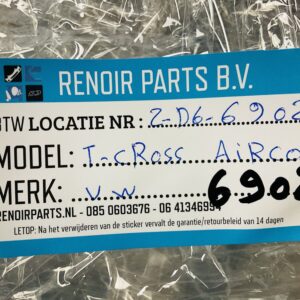 RENOIR PARTS B.V.
BTW LOCATIE NR: 2-D6-6902
MODEL: T-CROSS AIRCO
MERK: V.W 6902
RENOIRPARTS.NL - 085 0603676 - 06 41346994
LETOP: Na het verwijderen van de sticker vervalt de garantie/retourbeleid van 14 dagen